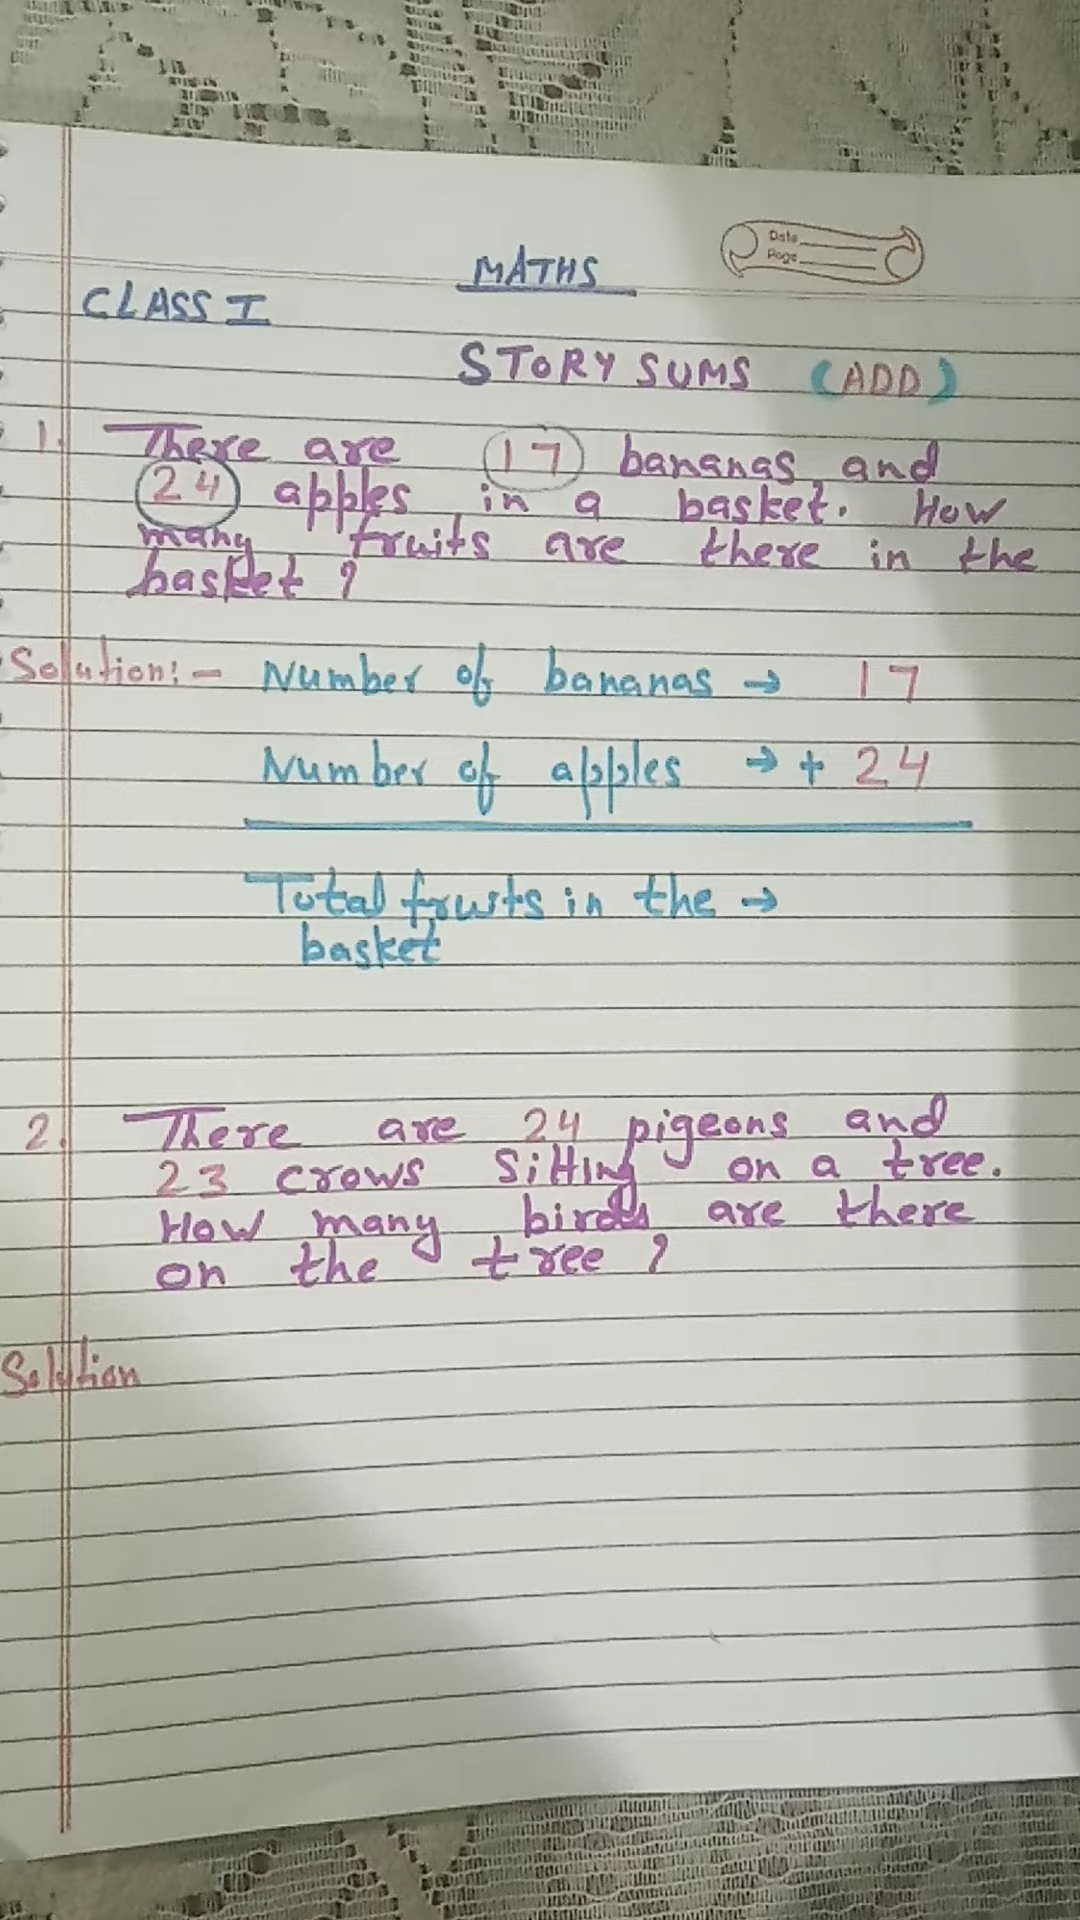 MATHS
Date
Page
CLASS I
STORY SUMS (ADD)
1. There are 17 bananas and
24 apples in a basket. How
many fruits are there in the
basket ?
Solution:- Number of bananas → 17
Number of apples → + 24
Total fruits in the →
basket
2. There are 24 pigeons and
23 crows sitting on a tree.
How many birds are there
on the tree ?
Solution